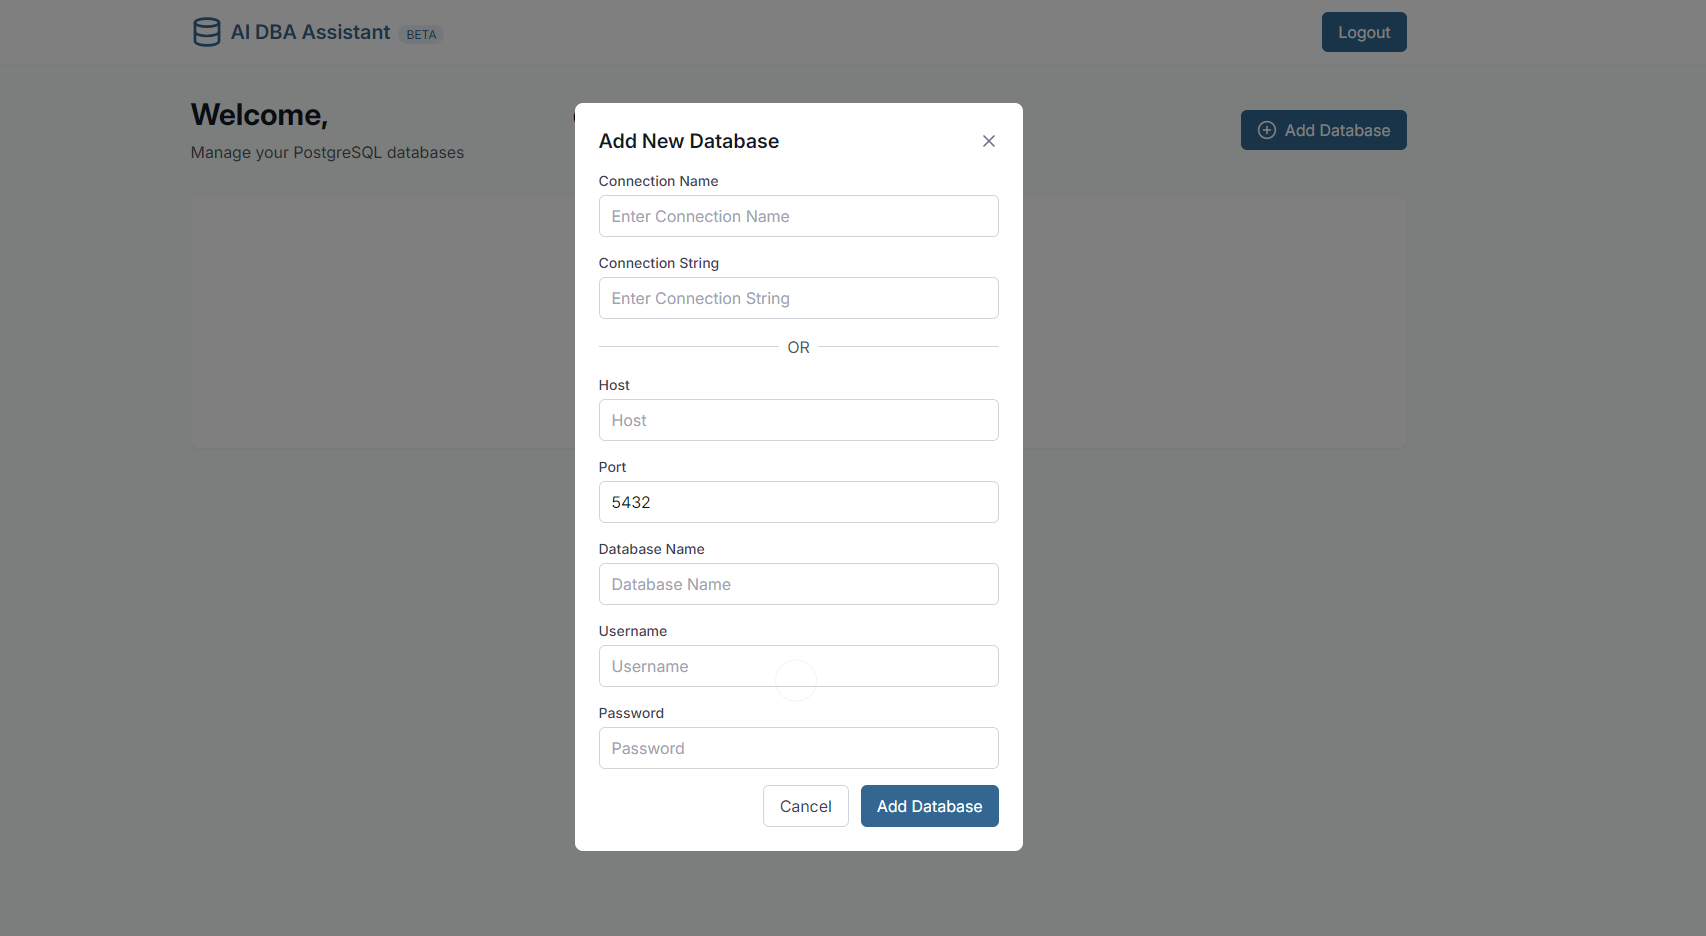 AI DBA Assistant BETA
Logout
Welcome,
Manage your PostgreSQL databases
Add Database
Add New Database
Connection Name
Enter Connection Name
Connection String
Enter Connection String
OR
Host
Host
Port
5432
Database Name
Database Name
Username
Username
Password
Password
Cancel
Add Database